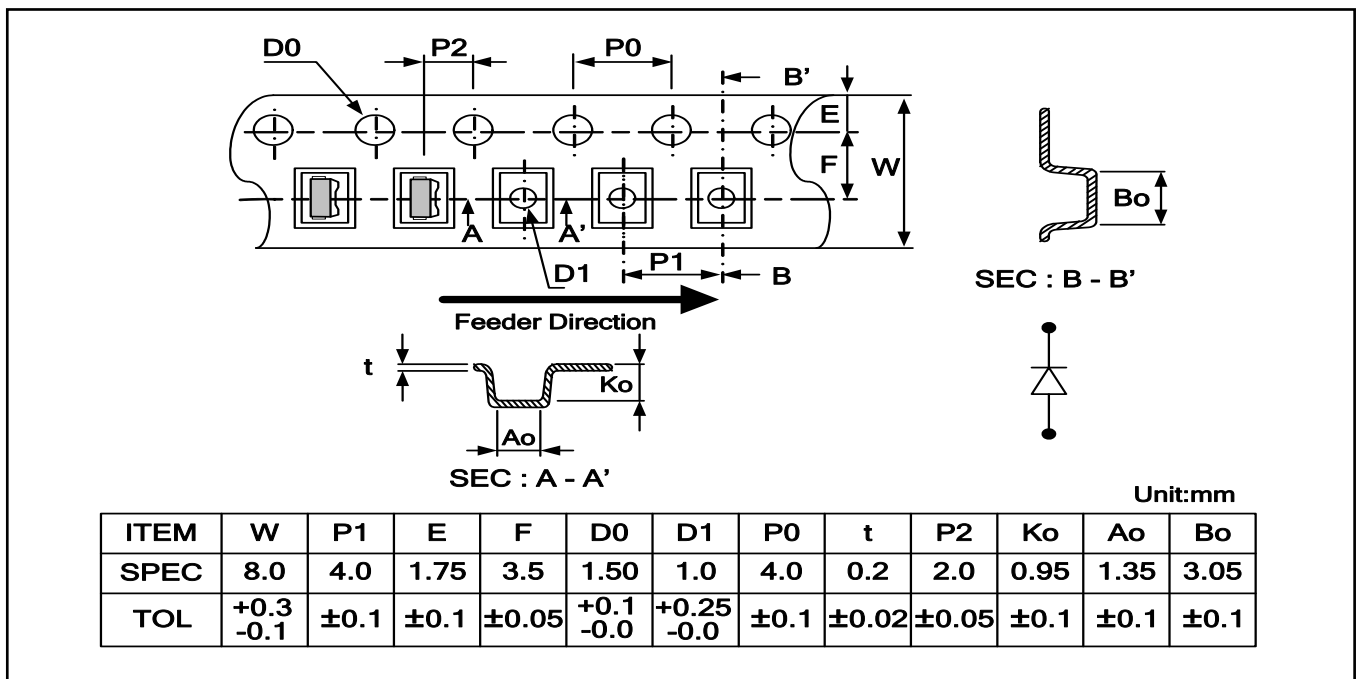 D0
P2
P0
B'
E
F
W
A
A'
D1
P1
B
Feeder Direction
Bo
SEC : B - B'
t
Ko
Ao
SEC : A - A'
Unit:mm
ITEM W P1 E F D0 D1 P0 t P2 Ko Ao Bo
SPEC 8.0 4.0 1.75 3.5 1.50 1.0 4.0 0.2 2.0 0.95 1.35 3.05
TOL +0.3 -0.1 ±0.1 ±0.1 ±0.05 +0.1 -0.0 +0.25 -0.0 ±0.1 ±0.02 ±0.05 ±0.1 ±0.1 ±0.1